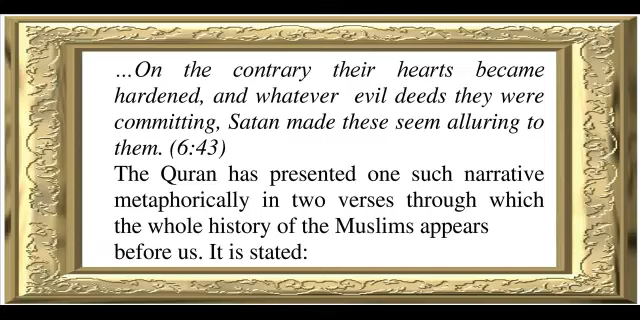 ...On the contrary their hearts became
hardened, and whatever evil deeds they were
committing, Satan made these seem alluring to
them. (6:43)
The Quran has presented one such narrative
metaphorically in two verses through which
the whole history of the Muslims appears
before us. It is stated: